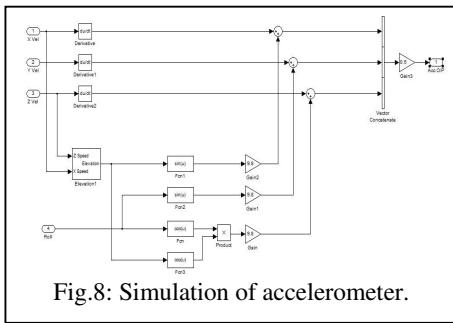 1
X Vel
du/dt
Derivative
2
Y Vel
du/dt
Derivative1
3
Z Vel
du/dt
Derivative2
Vector
Concatenate
Gain3
1
Acc O/P
Z Speed
Elevation
X Speed
Elevation1
sin(u)
Fcn1
9.8
Gain2
sin(u)
Fcn2
9.8
Gain1
4
Roll
cos(u)
Fcn
X
Product
9.8
Gain
cos(u)
Fcn3
Fig.8: Simulation of accelerometer.